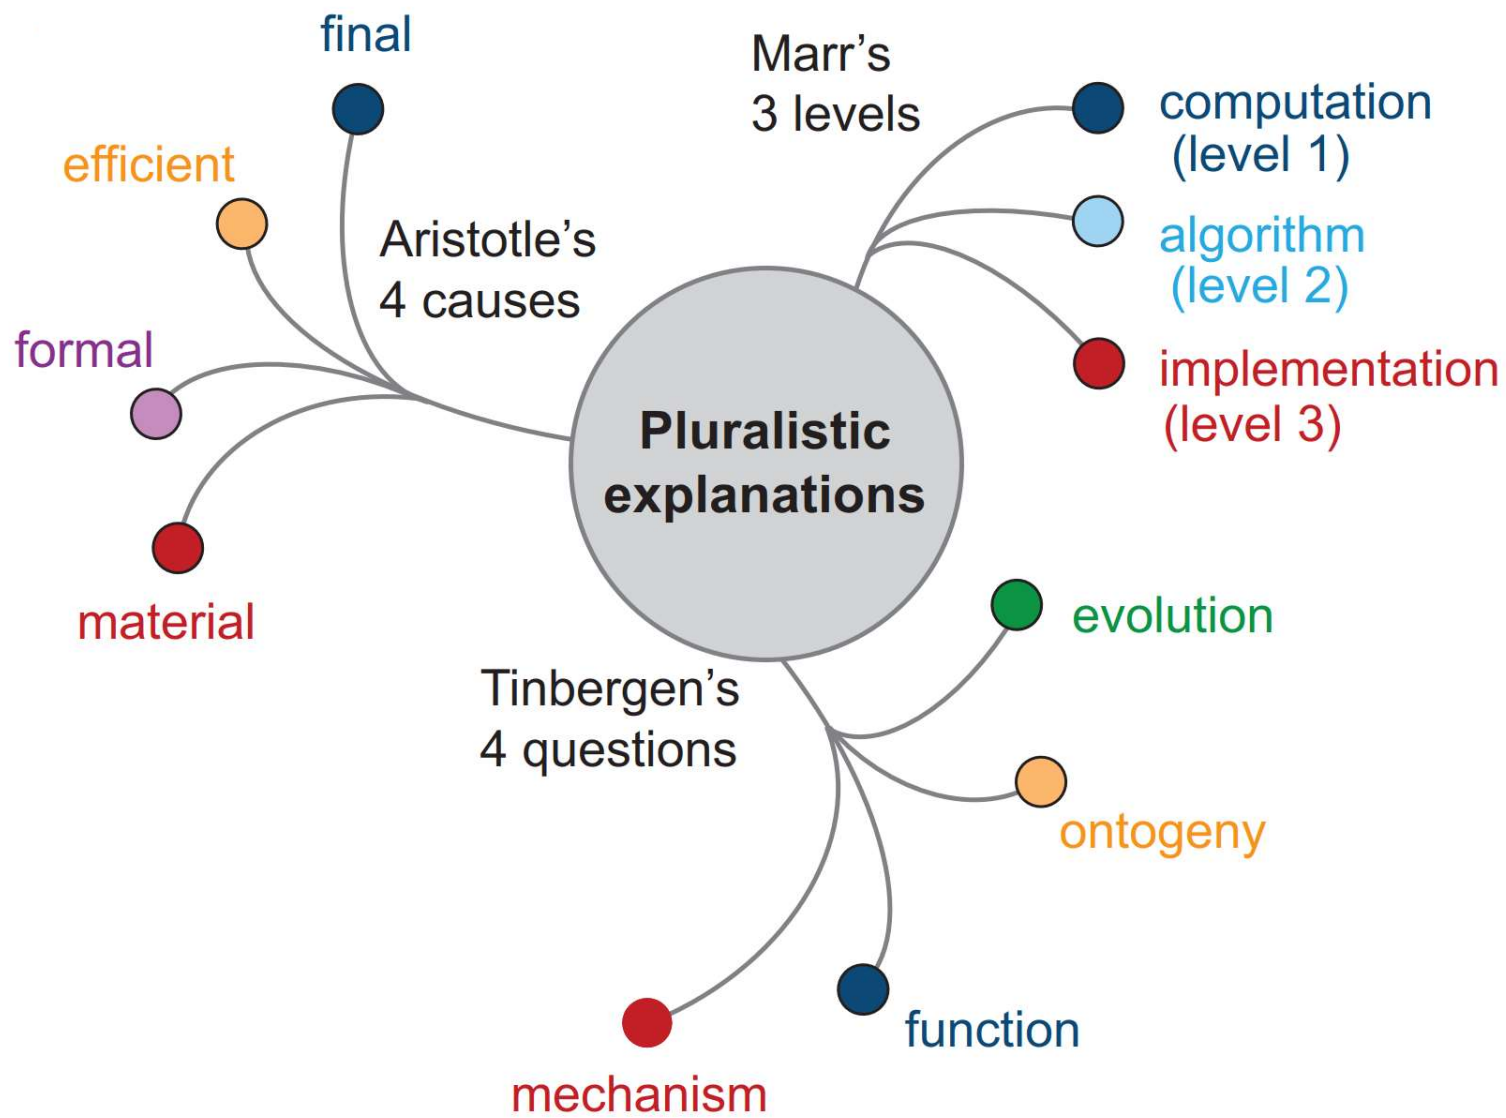 final
efficient
formal
material
Aristotle’s
4 causes
Marr’s
3 levels
computation
(level 1)
algorithm
(level 2)
implementation
(level 3)
Pluralistic
explanations
Tinbergen’s
4 questions
evolution
ontogeny
function
mechanism